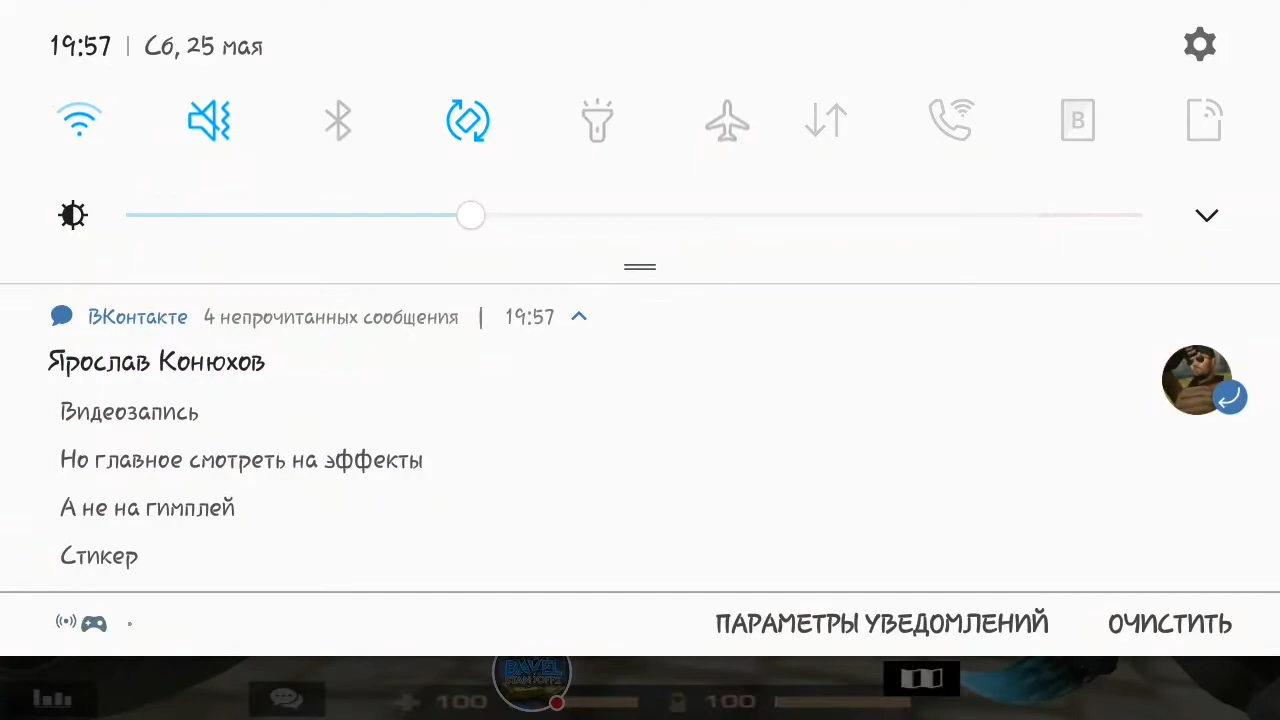 19:57 | Сб, 25 мая
B
ВКонтакте 4 непрочитанных сообщения | 19:57
Ярослав Конюхов
Видеозапись
Но главное смотреть на эффекты
А не на гимплей
Стикер
ПАРАМЕТРЫ УВЕДОМЛЕНИЙ ОЧИСТИТЬ
100 100